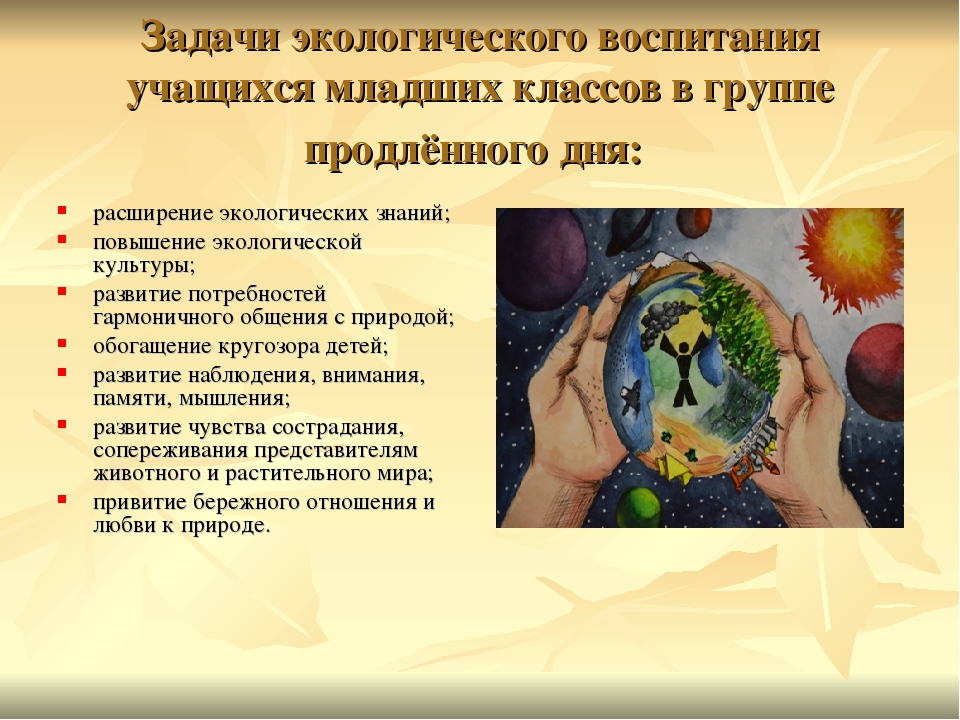 Задачи экологического воспитания
учащихся младших классов в группе
продлённого дня:
расширение экологических знаний;
повышение экологической
культуры;
развитие потребностей
гармоничного общения с природой;
обогащение кругозора детей;
развитие наблюдения, внимания,
памяти, мышления;
развитие чувства сострадания,
сопереживания представителям
животного и растительного мира;
привитие бережного отношения и
любви к природе.